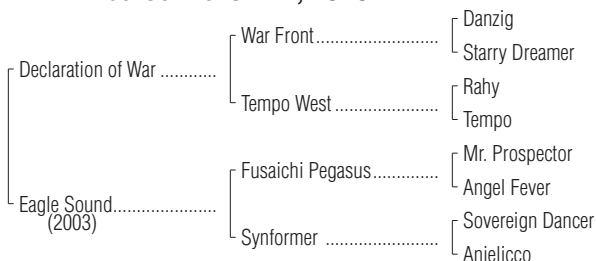 Danzig
War Front
Starry Dreamer
Declaration of War
Rahy
Tempo West
Tempo
Mr. Prospector
Fusaichi Pegasus
Angel Fever
Eagle Sound
(2003)
Sovereign Dancer
Synformer
Anjelicco